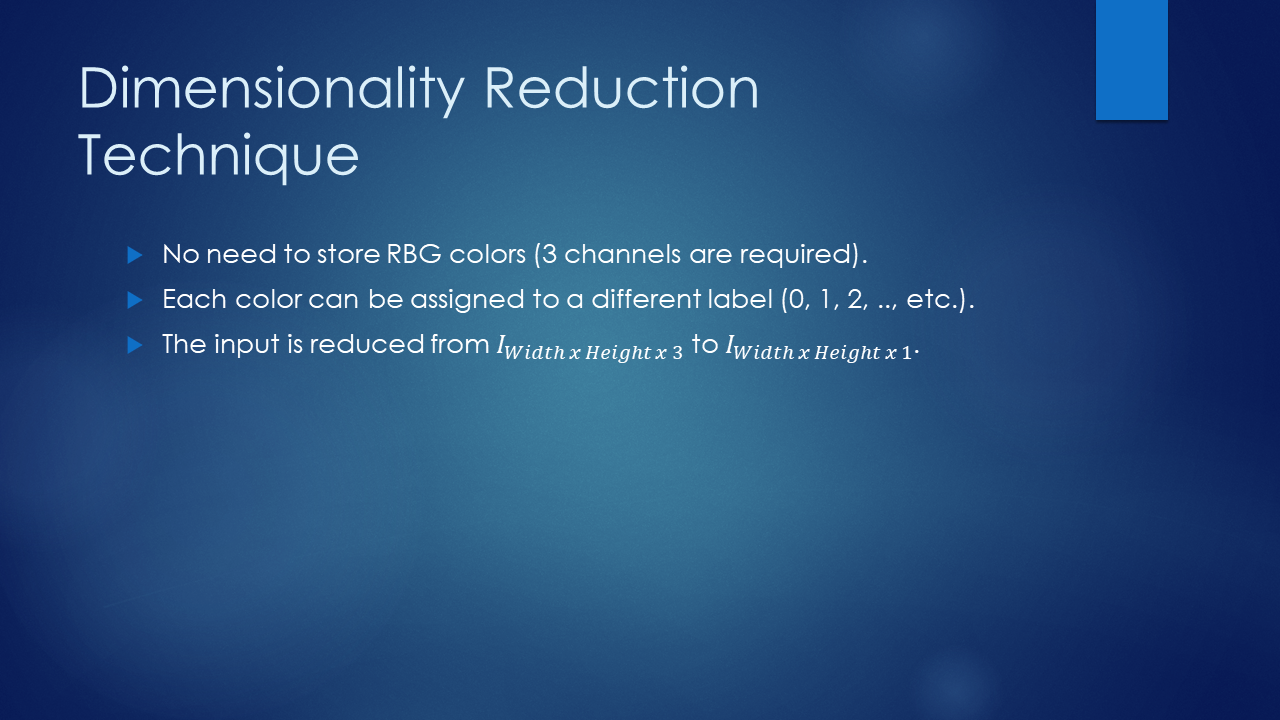 Dimensionality Reduction
Technique
No need to store RBG colors (3 channels are required).
Each color can be assigned to a different label (0, 1, 2, .., etc.).
The input is reduced from I_{Width x Height x 3} to I_{Width x Height x 1}.